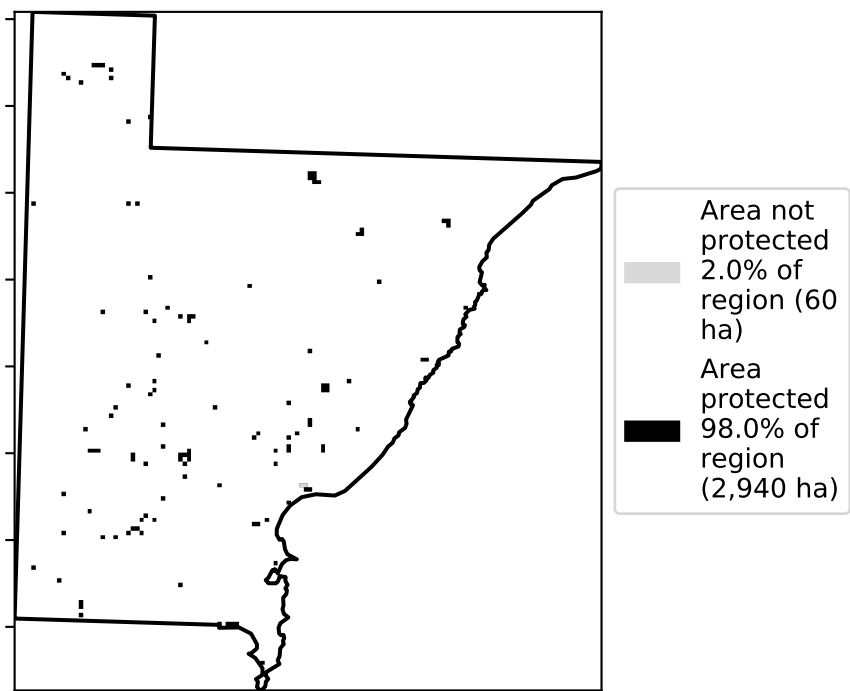 Area not
protected
2.0% of
region (60
ha)
Area
protected
98.0% of
region
(2,940 ha)